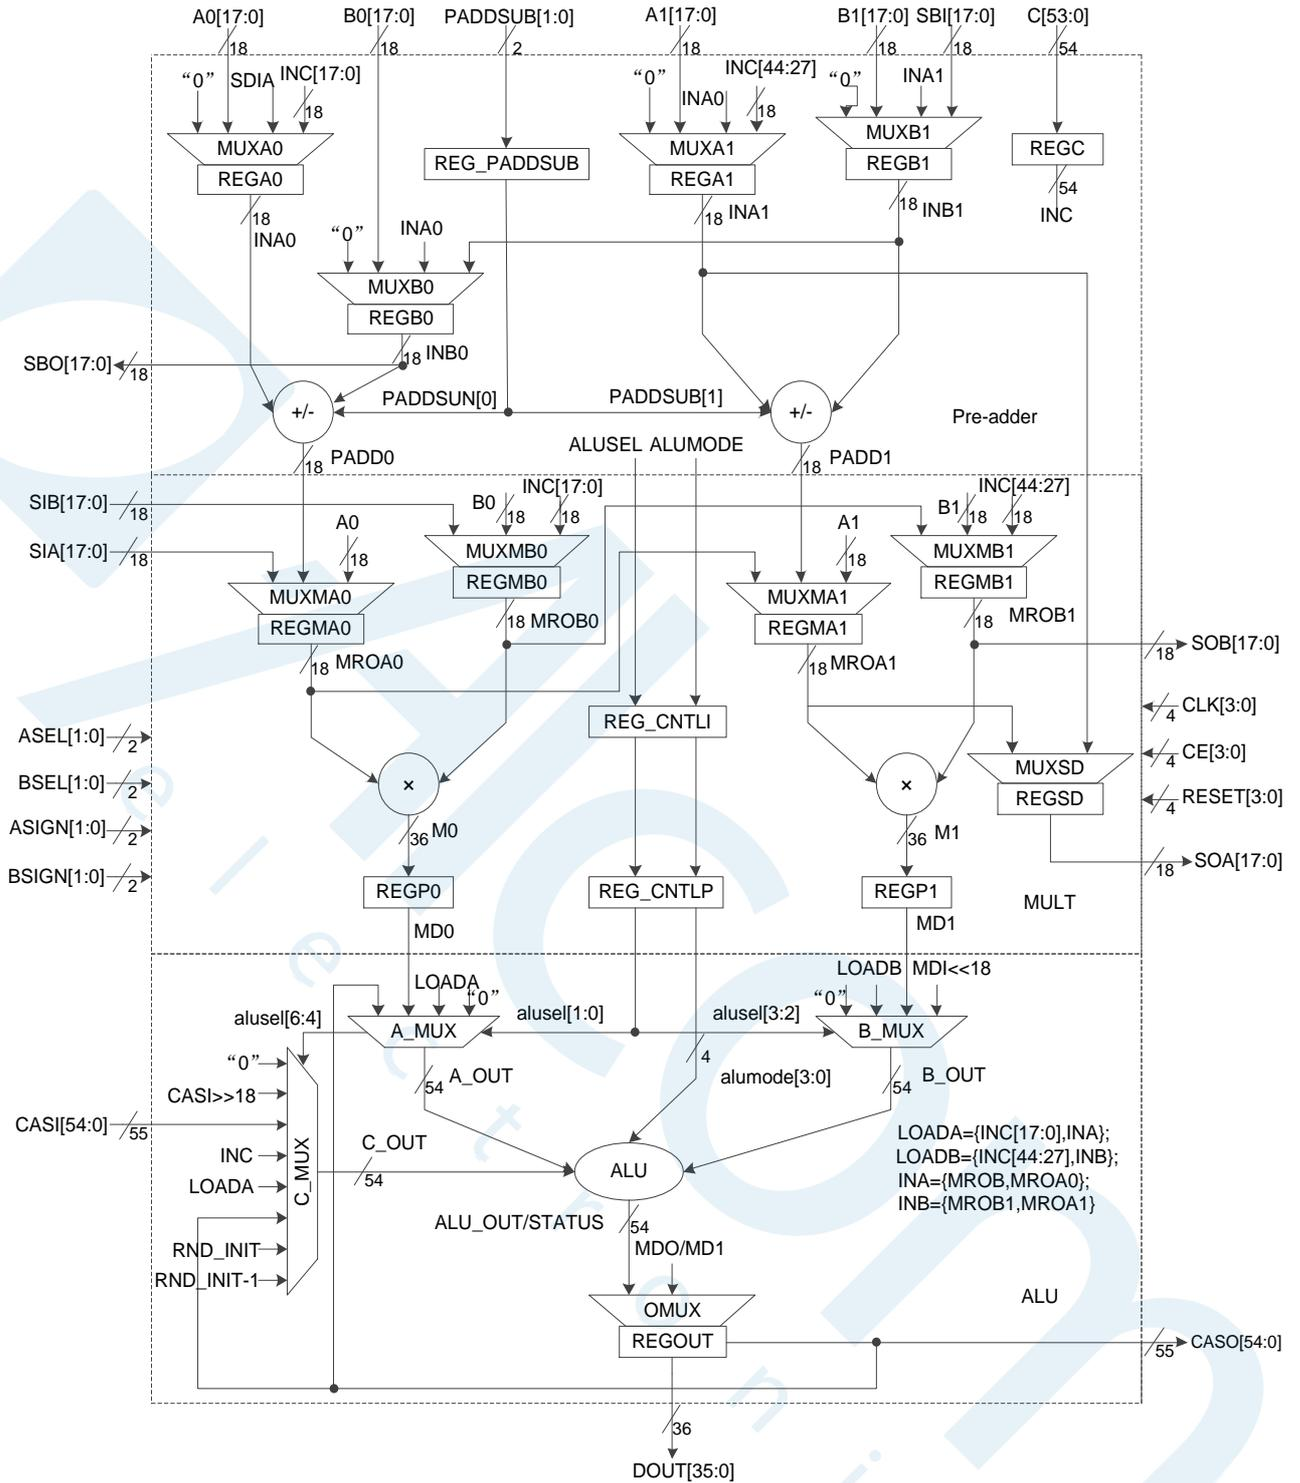 A0[17:0] B0[17:0] PADDSUB[1:0] A1[17:0] B1[17:0] SBI[17:0] C[53:0]
18 18 2 18 18 18 54
“0” SDIA INC[17:0] 18
“0” INA0 INC[44:27] 18
“0” INA1
MUXA0
REGA0
REG_PADDSUB
MUXA1
REGA1
MUXB1
REGB1
REGC
18 INA0
18 INA1
18 INB1
54
INC
“0” INA0
MUXB0
REGB0
18 INB0
SBO[17:0] 18
+/-
PADDSUN[0]
PADDSUB[1]
+/-
Pre-adder
18 PADD0
ALUSEL ALUMODE
18 PADD1
SIB[17:0] 18
B0 18 INC[17:0] 18
B1 18 INC[44:27] 18
SIA[17:0] 18
A0 18
MUXMB0
REGMB0
A1 18
MUXMB1
REGMB1
MUXMA0
REGMA0
18 MROB0
MUXMA1
REGMA1
18 MROB1
18 MROA0
18 MROA1
18 SOB[17:0]
REG_CNTLI
4 CLK[3:0]
ASEL[1:0] 2
BSEL[1:0] 2
ASIGN[1:0] 2
BSIGN[1:0] 2
×
×
MUXSD
REGSD
4 CE[3:0]
4 RESET[3:0]
36 M0
36 M1
18 SOA[17:0]
REGP0
REG_CNTLP
REGP1
MULT
MD0
MD1
LOADA “0”
“0” LOADB MDI<<18
alusel[6:4]
A_MUX
alusel[1:0]
alusel[3:2]
B_MUX
54 A_OUT
4
alumode[3:0]
54 B_OUT
“0”
CASI>>18
CASI[54:0] 55
INC
LOADA
RND_INIT
RND_INIT-1
C_MUX
C_OUT
54
ALU
LOADA={INC[17:0],INA};
LOADB={INC[44:27],INB};
INA={MROB,MROA0};
INB={MROB1,MROA1}
ALU_OUT/STATUS 54
MDO/MD1
OMUX
REGOUT
ALU
55 CASO[54:0]
36
DOUT[35:0]